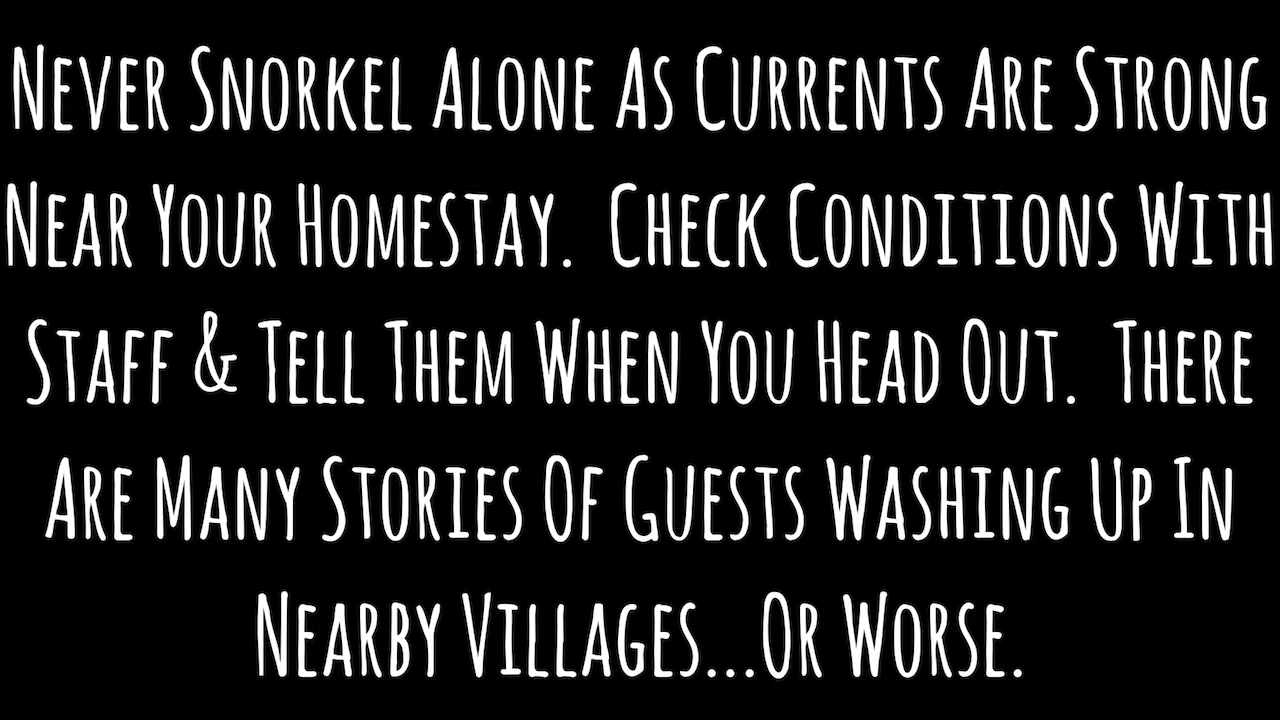 Never Snorkel Alone As Currents Are Strong
Near Your Homestay.  Check Conditions With
Staff & Tell Them When You Head Out.  There
Are Many Stories Of Guests Washing Up In
Nearby Villages...Or Worse.